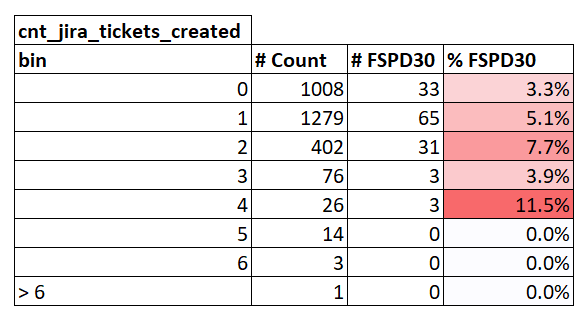 cnt_jira_tickets_created
bin # Count # FSPD30 % FSPD30
0 1008 33 3.3%
1 1279 65 5.1%
2 402 31 7.7%
3 76 3 3.9%
4 26 3 11.5%
5 14 0 0.0%
6 3 0 0.0%
> 6 1 0 0.0%